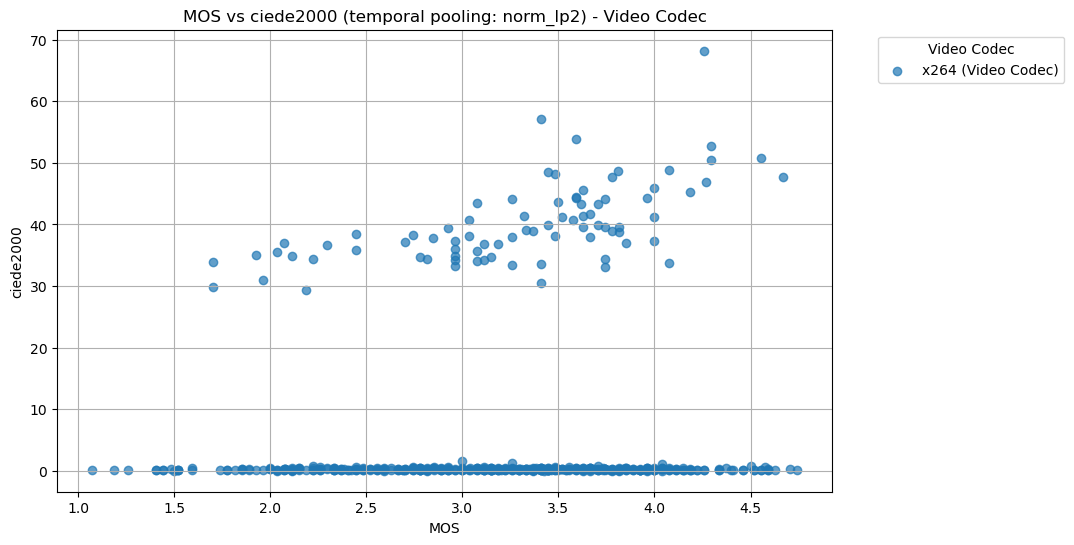 MOS vs ciede2000 (temporal pooling: norm_lp2) - Video Codec
Video Codec
x264 (Video Codec)
70
60
50
40
30
20
10
0
ciede2000
1.0 1.5 2.0 2.5 3.0 3.5 4.0 4.5
MOS